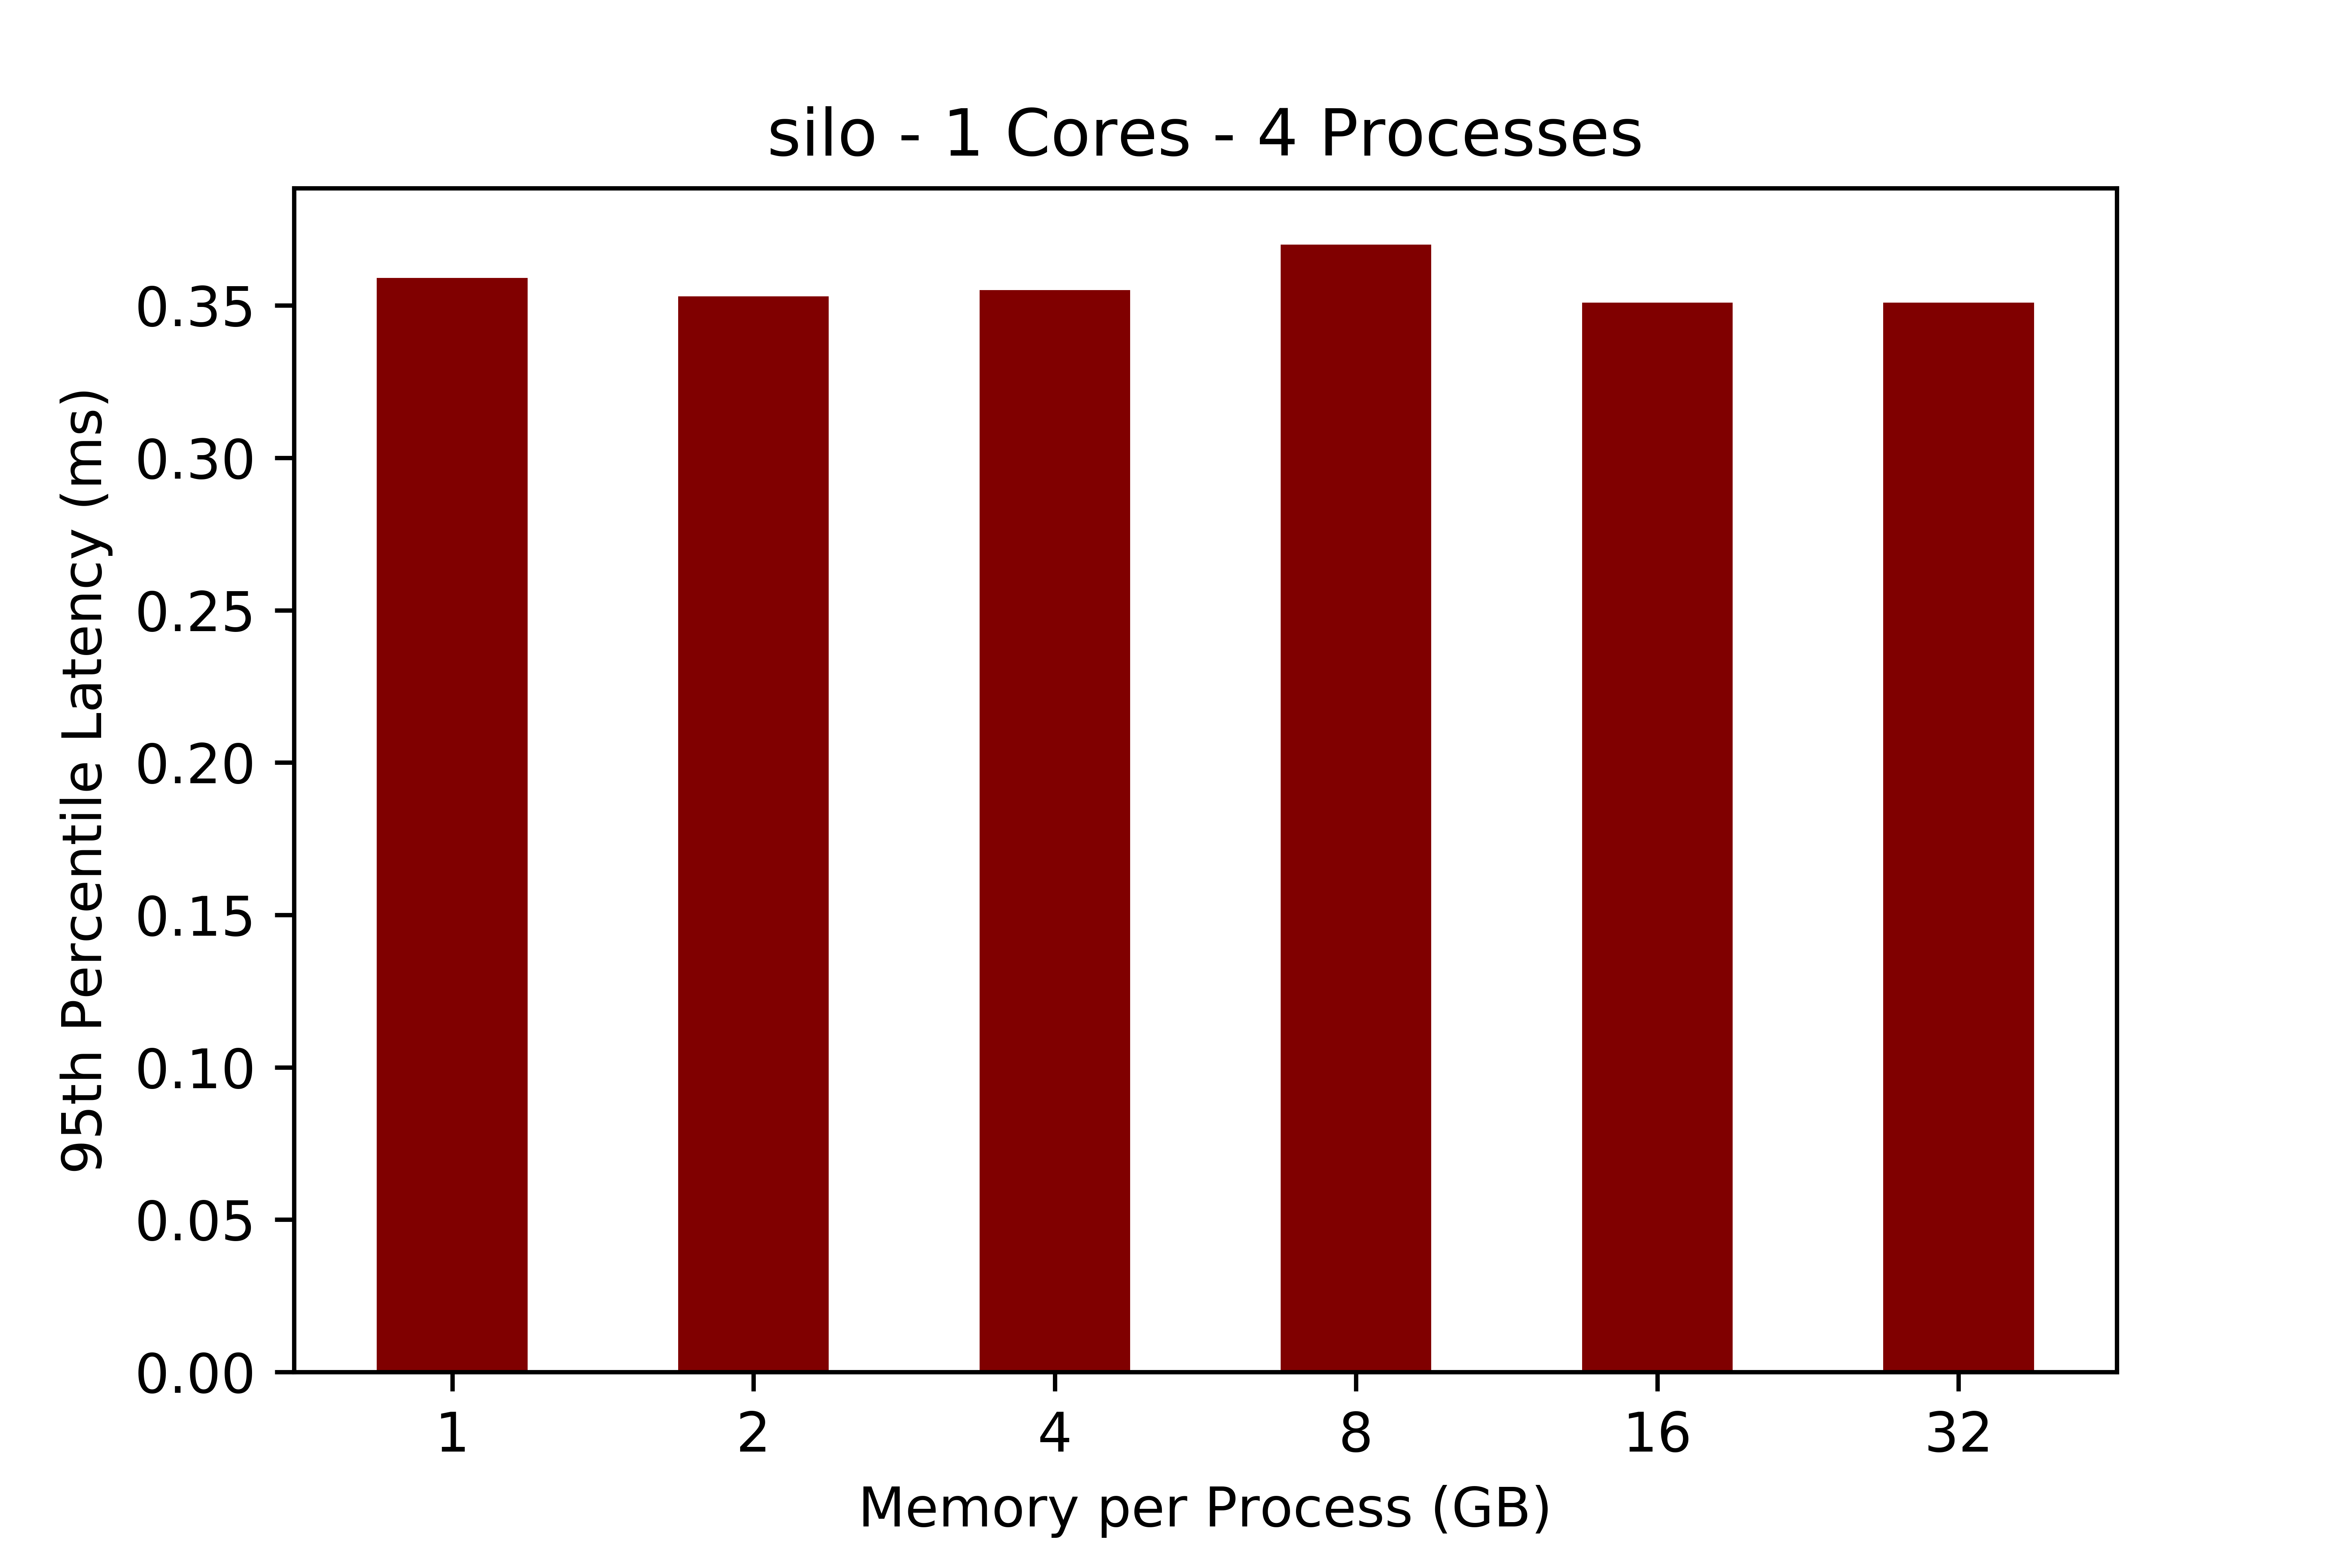 silo - 1 Cores - 4 Processes
95th Percentile Latency (ms)
0.35
0.30
0.25
0.20
0.15
0.10
0.05
0.00
1 2 4 8 16 32
Memory per Process (GB)